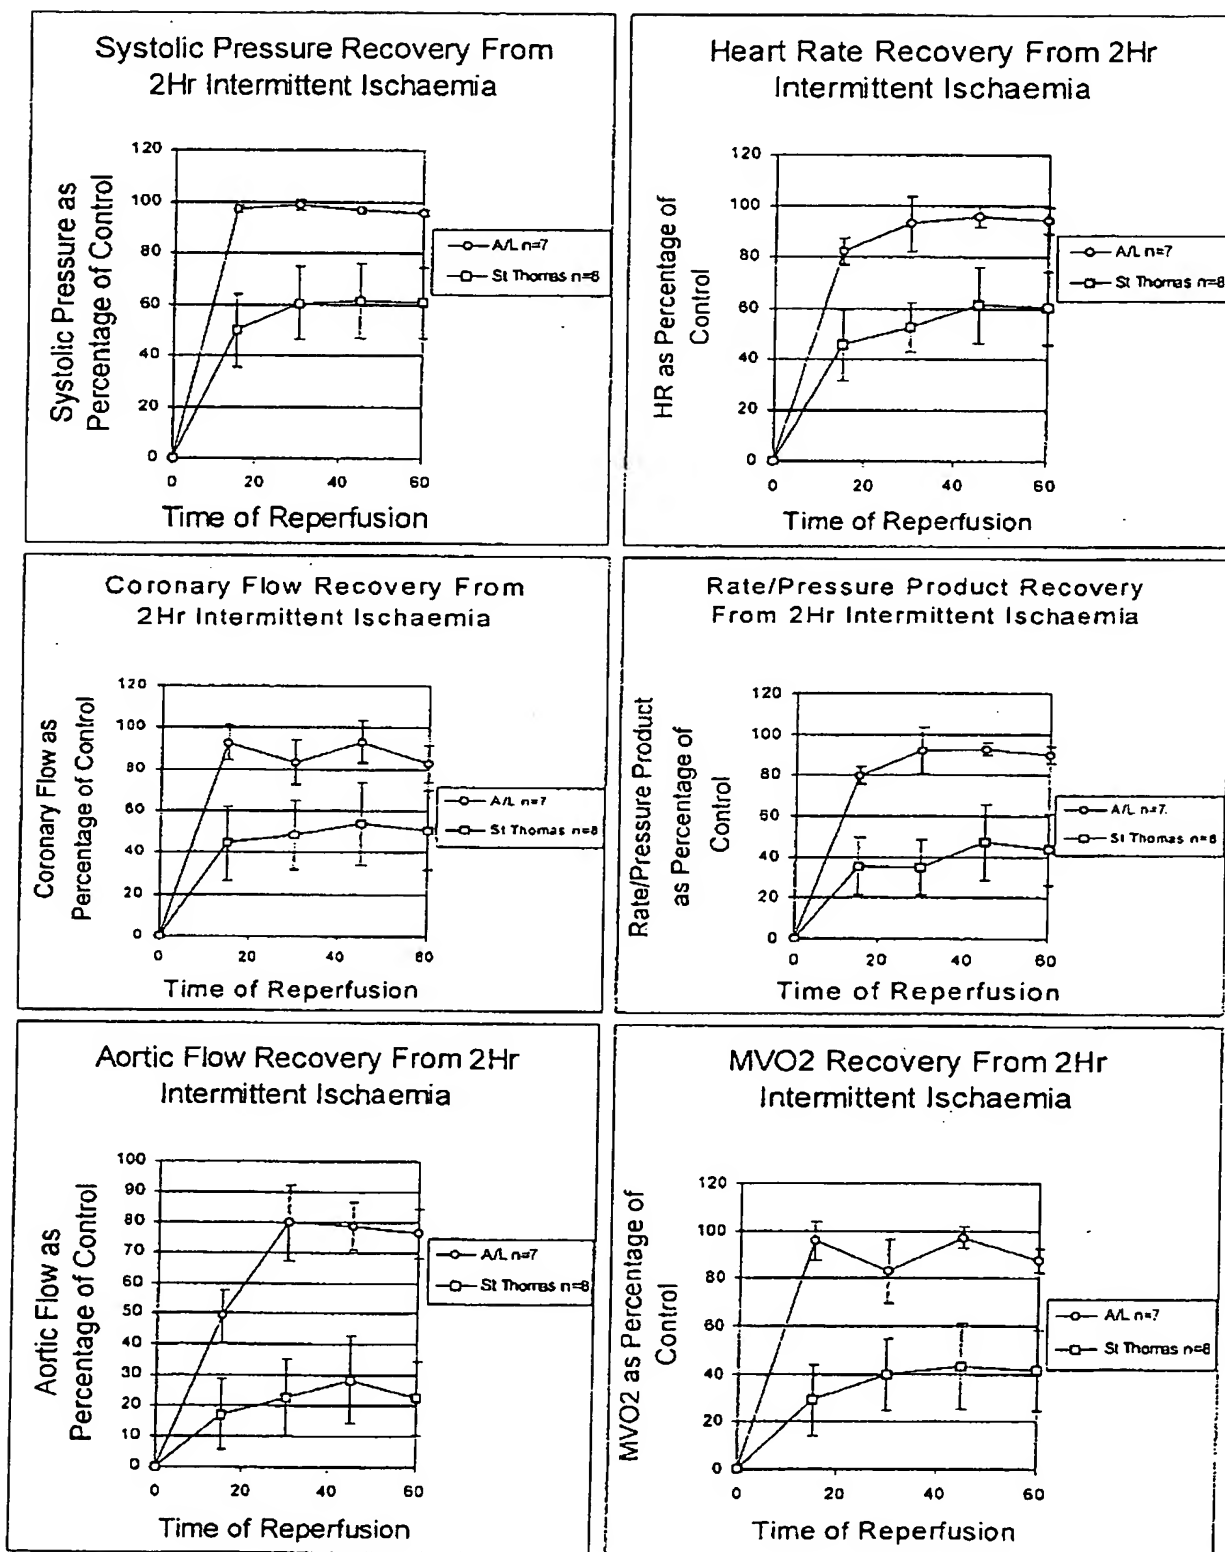 Systolic Pressure Recovery From
2Hr Intermittent Ischaemia
Systolic Pressure as
Percentage of Control
120
100
80
60
40
20
0
0 20 40 60
Time of Reperfusion
A/L n=7
St Thomas n=8
Heart Rate Recovery From 2Hr
Intermittent Ischaemia
HR as Percentage of
Control
120
100
80
60
40
20
0
0 20 40 60
Time of Reperfusion
A/L n=7
St Thomas n=8
Coronary Flow Recovery From
2Hr Intermittent Ischaemia
Coronary Flow as
Percentage of Control
120
100
80
60
40
20
0
0 20 40 60
Time of Reperfusion
A/L n=7
St Thomas n=8
Rate/Pressure Product Recovery
From 2Hr Intermittent Ischaemia
Rate/Pressure Product
as Percentage of
Control
120
100
80
60
40
20
0
0 20 40 60
Time of Reperfusion
A/L n=7.
St Thomas n=8
Aortic Flow Recovery From 2Hr
Intermittent Ischaemia
Aortic Flow as
Percentage of Control
100
90
80
70
60
50
40
30
20
10
0
0 20 40 60
Time of Reperfusion
A/L n=7
St Thomas n=8
MVO2 Recovery From 2Hr
Intermittent Ischaemia
MVO2 as Percentage of
Control
120
100
80
60
40
20
0
0 20 40 60
Time of Reperfusion
A/L n=7
St Thomas n=8